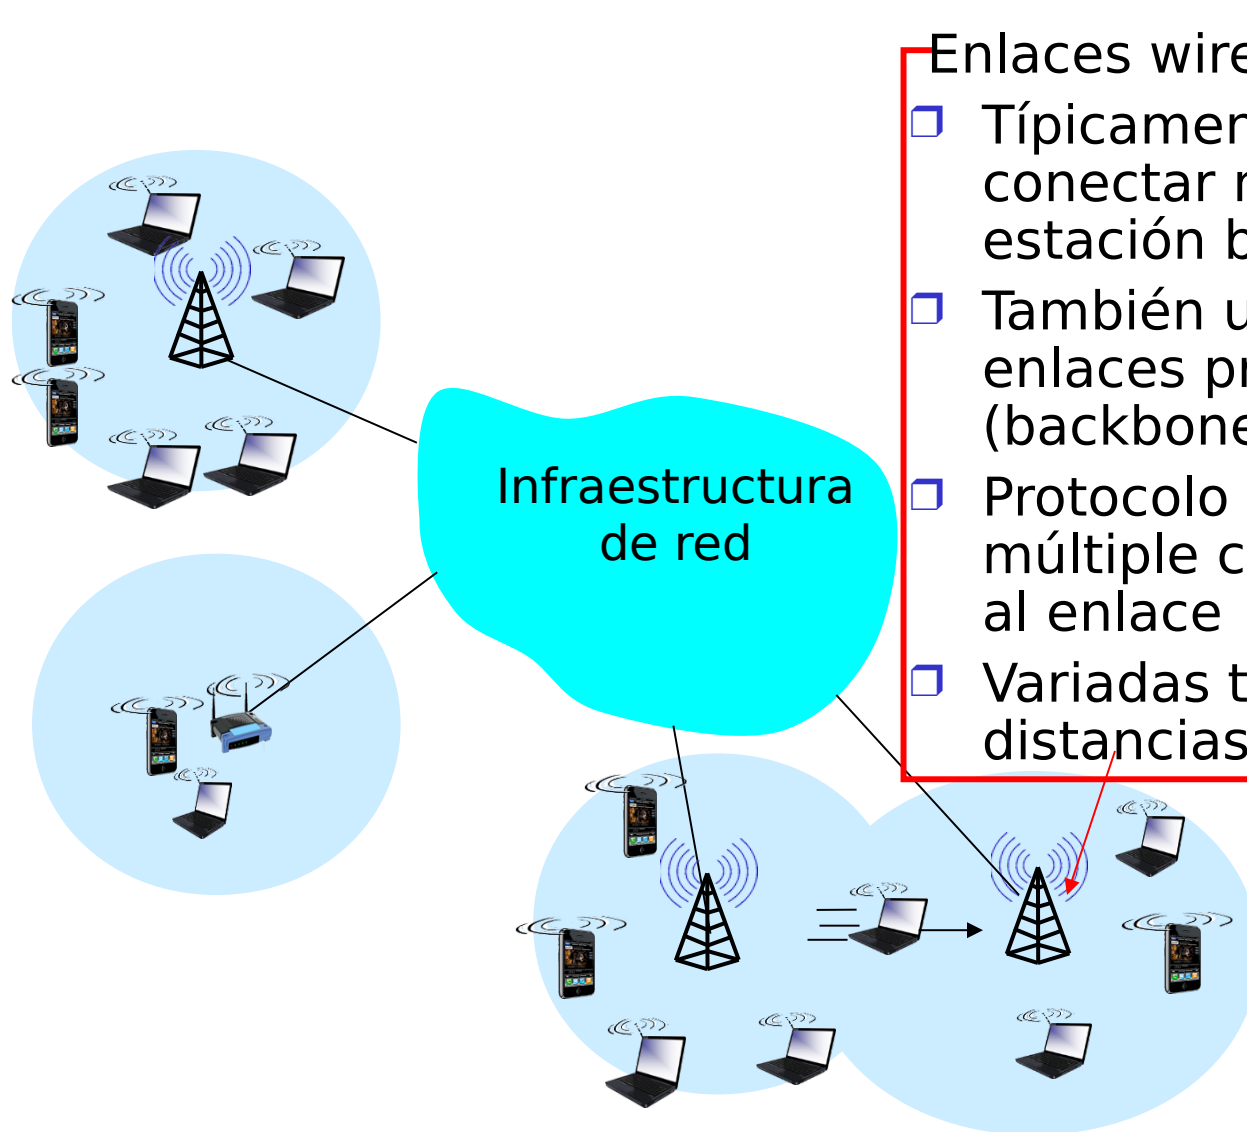 Enlaces wire
Típicamen
conectar
estación b
También u
enlaces pr
(backbone
Protocolo
múltiple c
al enlace
Variadas t
distancias
Infraestructura
de red